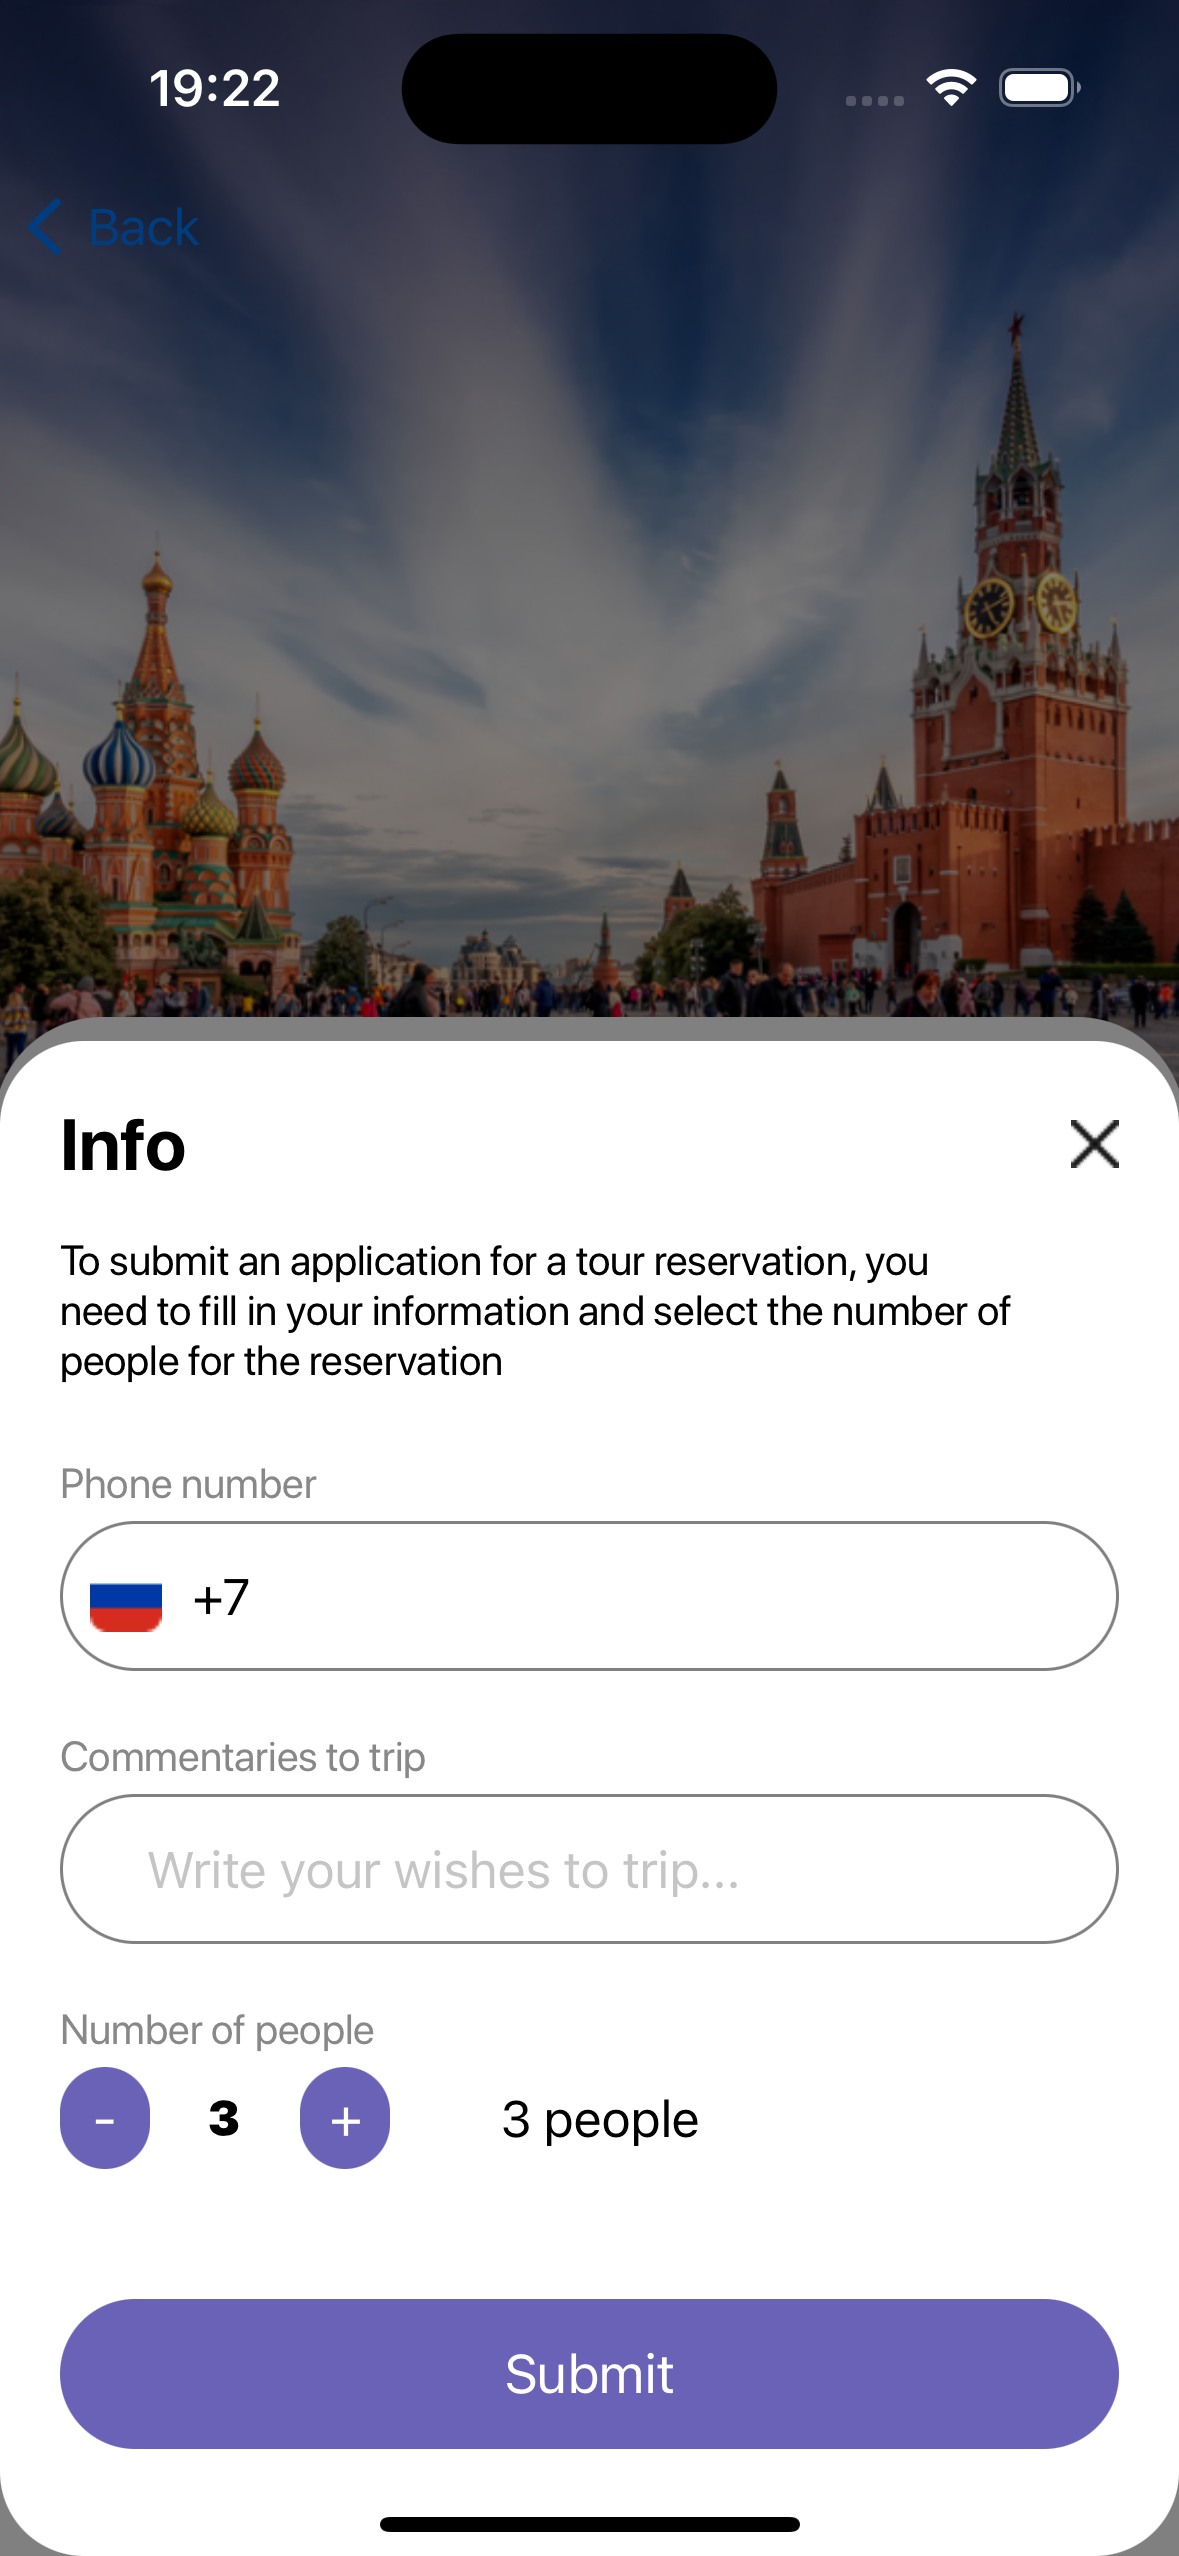 19:22
Back
Info
To submit an application for a tour reservation, you
need to fill in your information and select the number of
people for the reservation
Phone number
+7
Commentaries to trip
Write your wishes to trip...
Number of people
- 3 + 3 people
Submit